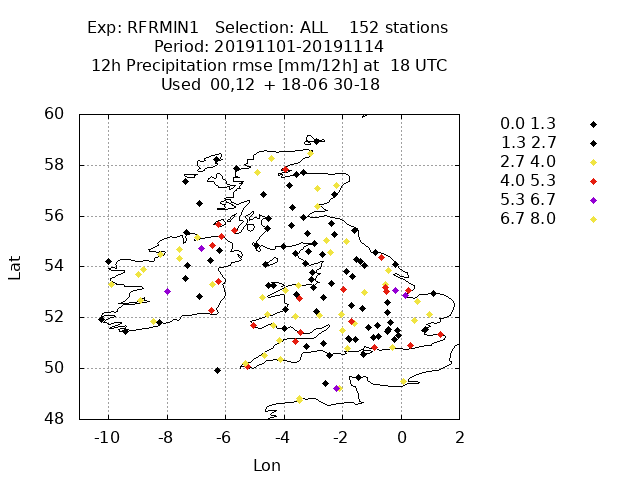 Exp: RFRMIN1   Selection: ALL    152 stations
Period: 20191101-20191114
12h Precipitation rmse [mm/12h] at  18 UTC
Used  00,12  + 18-06 30-18
60
58
56
54
52
50
48
-10 -8 -6 -4 -2 0 2
Lat
Lon
0.0 1.3
1.3 2.7
2.7 4.0
4.0 5.3
5.3 6.7
6.7 8.0